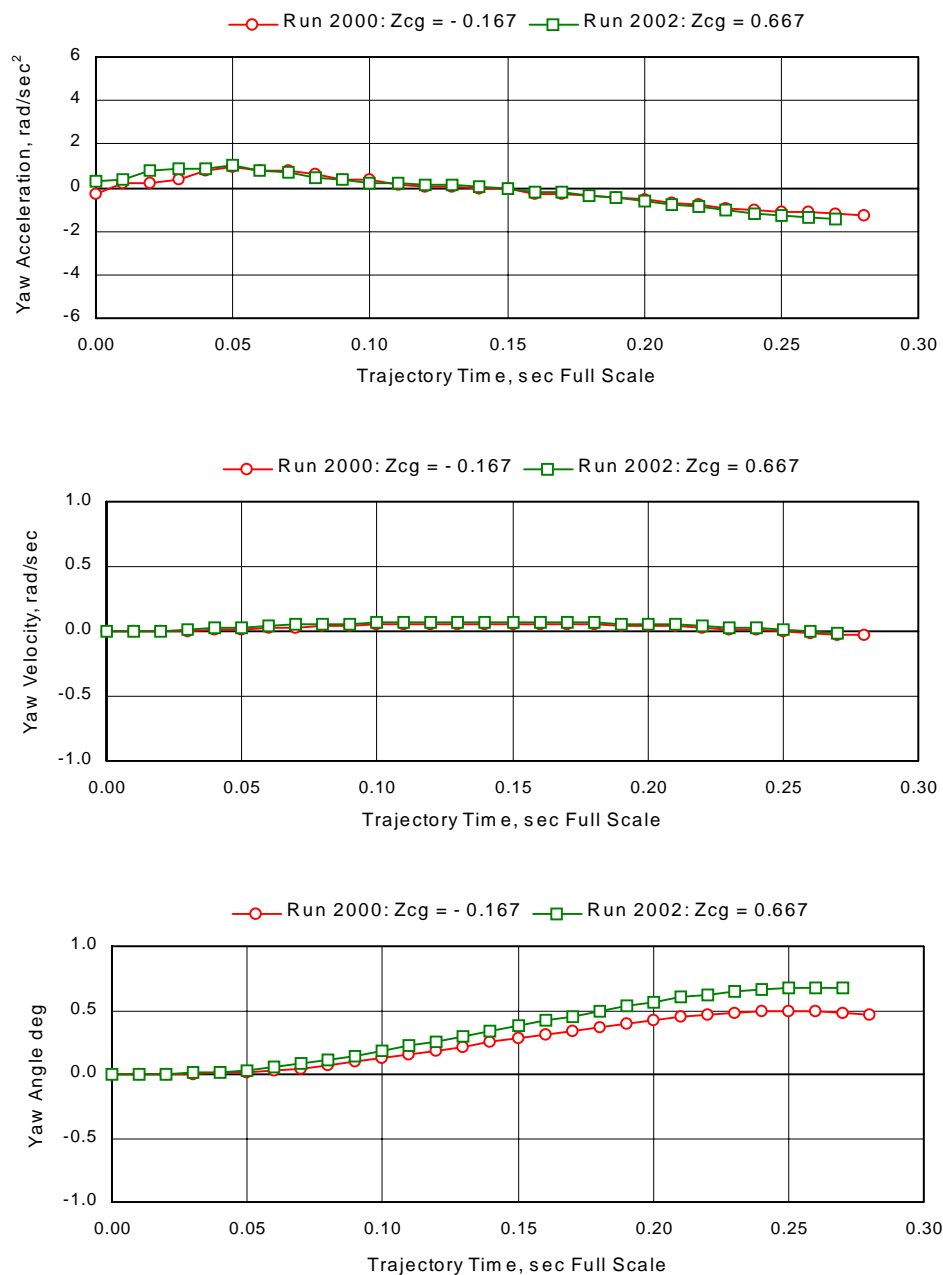 Run 2000: Zcg = - 0.167 Run 2002: Zcg = 0.667
Yaw Acceleration, rad/sec²
6
4
2
0
-2
-4
-6
0.00 0.05 0.10 0.15 0.20 0.25 0.30
Trajectory Time, sec Full Scale
Run 2000: Zcg = - 0.167 Run 2002: Zcg = 0.667
Yaw Velocity, rad/sec
1.0
0.5
0.0
-0.5
-1.0
0.00 0.05 0.10 0.15 0.20 0.25 0.30
Trajectory Time, sec Full Scale
Run 2000: Zcg = - 0.167 Run 2002: Zcg = 0.667
Yaw Angle deg
1.0
0.5
0.0
-0.5
-1.0
0.00 0.05 0.10 0.15 0.20 0.25 0.30
Trajectory Time, sec Full Scale